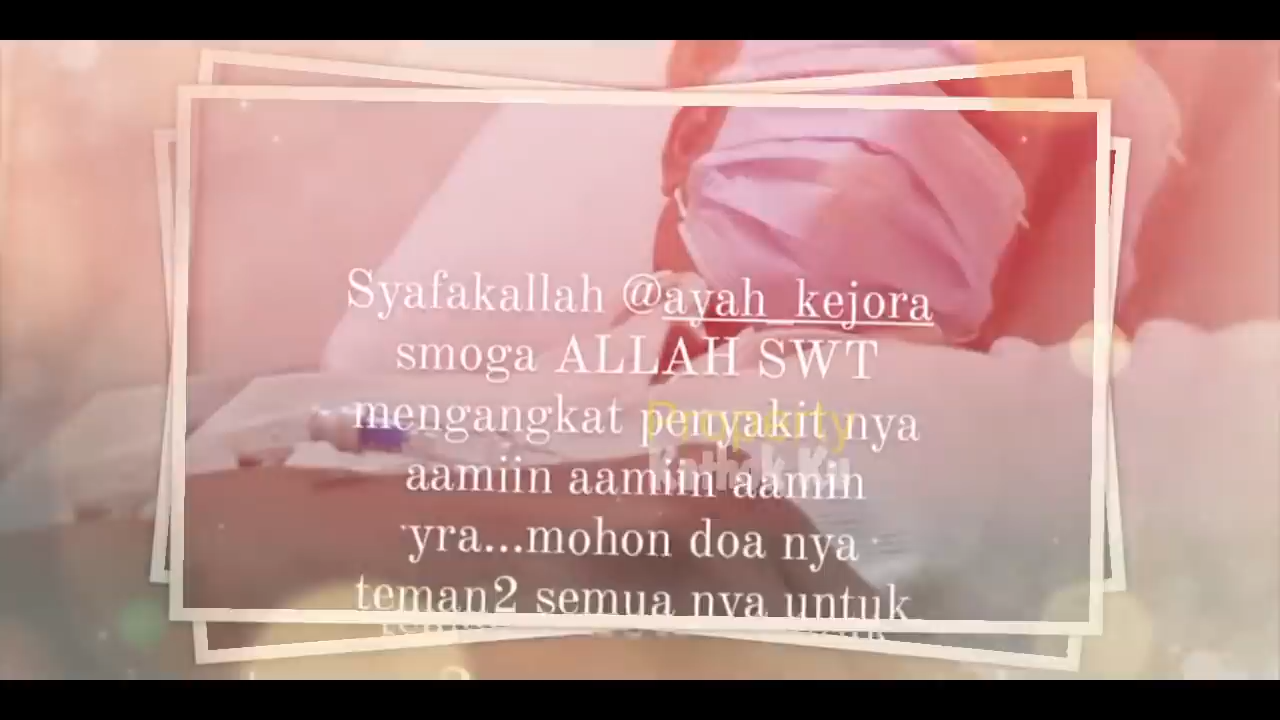 Syafakallah @ayah_kejora
smoga ALLAH SWT
mengangkat penyakit nya
aamiin aamiin aamin
yra...mohon doa nya
teman2 semua nya untuk
Property